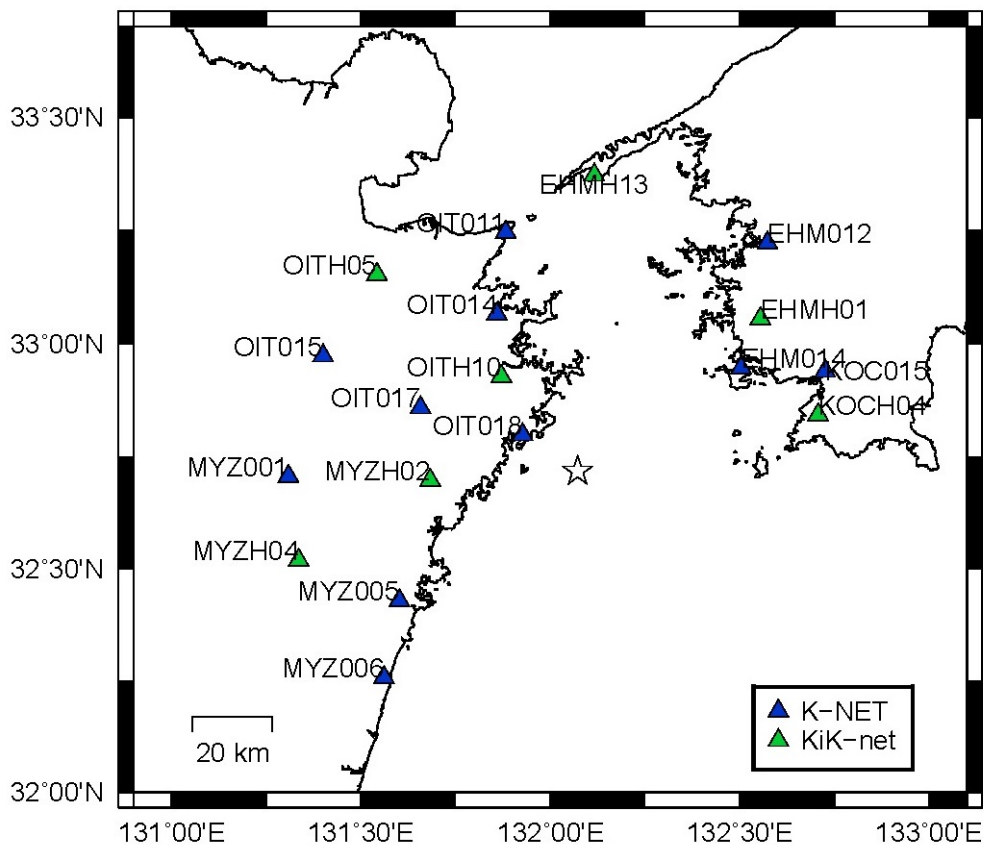 33°30'N
EHMH13
OIT011
EHM012
OITH05
OIT014
EHMH01
33°00'N
OIT015
EHM014
OITH10
KOC015
OIT017
KOCH04
OIT018
MYZ001
MYZH02
MYZH04
32°30'N
MYZ005
MYZ006
K-NET
KiK-net
20 km
32°00'N
131°00'E 131°30'E 132°00'E 132°30'E 133°00'E